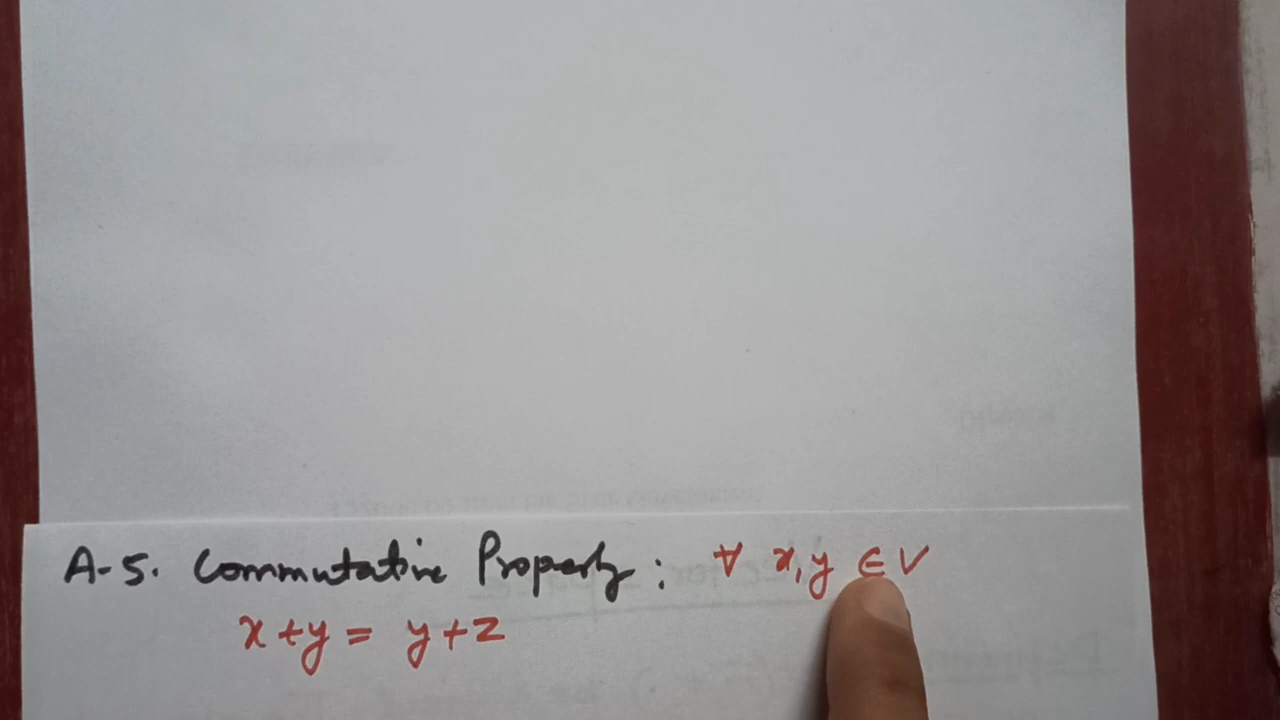 A-5. Commutative Property: ∀ x,y ∈ V
x+y = y+z